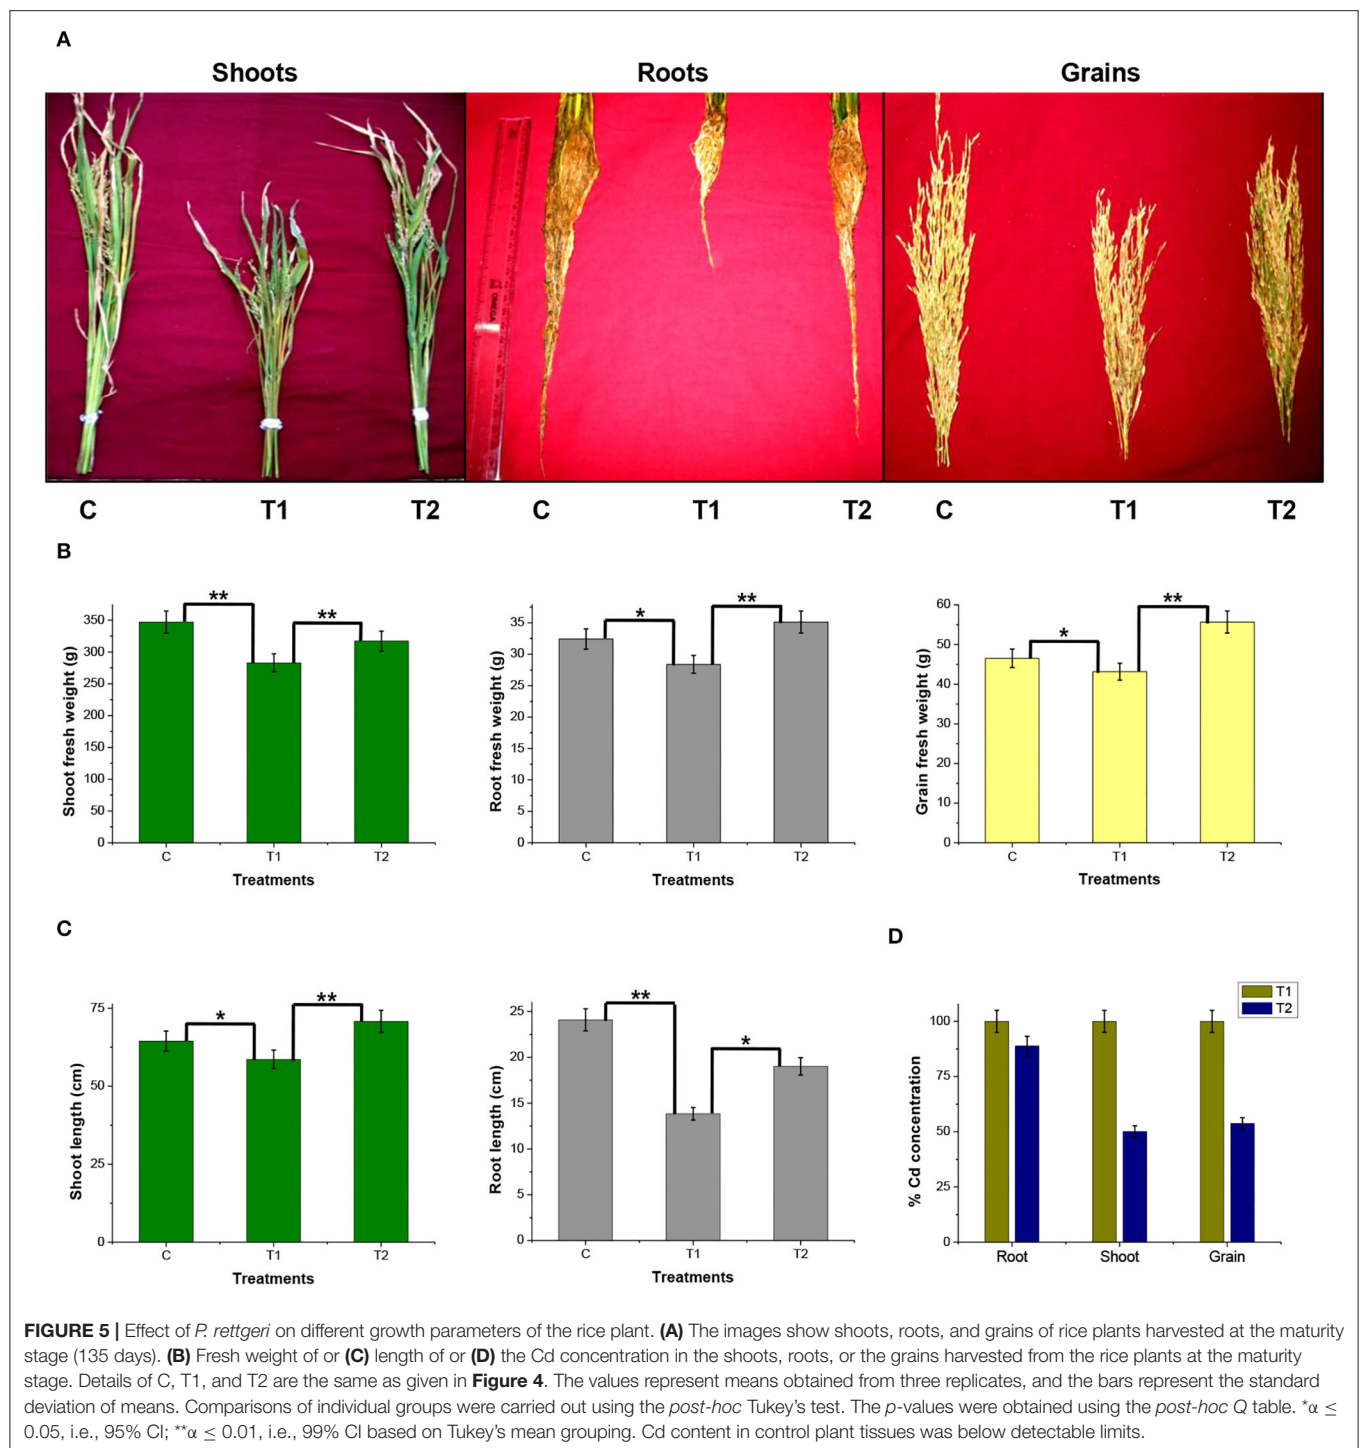 A
Shoots Roots Grains
OMEGA
C T1 T2 C T1 T2 C T1 T2
B
Shoot fresh weight (g)
350
300
250
200
150
100
50
0
** **
C T1 T2
Treatments
Root fresh weight (g)
35
30
25
20
15
10
5
0
* **
C T1 T2
Treatments
Grain fresh weight (g)
60
50
40
30
20
10
0
* **
C T1 T2
Treatments
C
Shoot length (cm)
75
50
25
0
* **
C T1 T2
Treatments
Root length (cm)
25
20
15
10
5
0
** *
C T1 T2
Treatments
D
% Cd concentration
100
75
50
25
0
T1
T2
Root Shoot Grain
FIGURE 5 | Effect of P. rettgeri on different growth parameters of the rice plant. (A) The images show shoots, roots, and grains of rice plants harvested at the maturity
stage (135 days). (B) Fresh weight of or (C) length of or (D) the Cd concentration in the shoots, roots, or the grains harvested from the rice plants at the maturity
stage. Details of C, T1, and T2 are the same as given in Figure 4. The values represent means obtained from three replicates, and the bars represent the standard
deviation of means. Comparisons of individual groups were carried out using the post-hoc Tukey's test. The p-values were obtained using the post-hoc Q table. *α ≤
0.05, i.e., 95% CI; **α ≤ 0.01, i.e., 99% CI based on Tukey's mean grouping. Cd content in control plant tissues was below detectable limits.